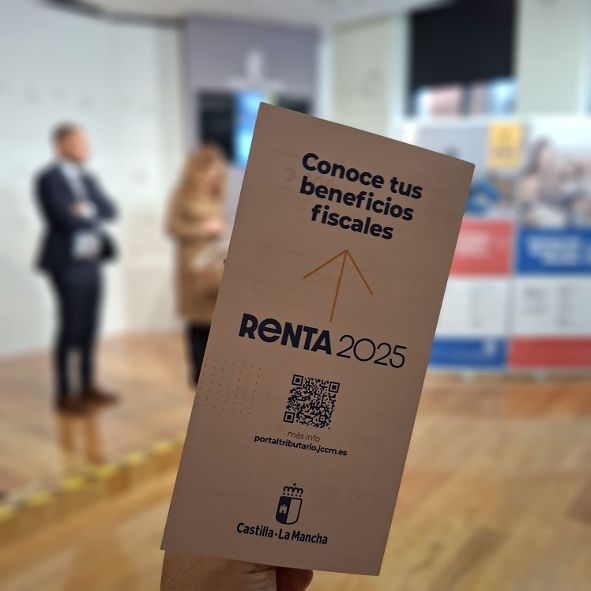 Conoce tus
beneficios
fiscales
RENTA 2025
más info
portaltributario.jccm.es
Castilla-La Mancha